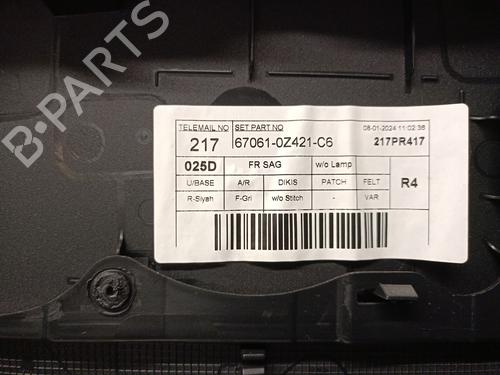 B-PARTS
TELEMAIL NO SET PART NO 08-01-2024 11:02:36
217 67061-0Z421-C6 217PR417
025D FR SAG w/o Lamp R4
U/BASE A/R DIKIS PATCH FELT
R-Siyah F-Gri w/o Stitch - VAR